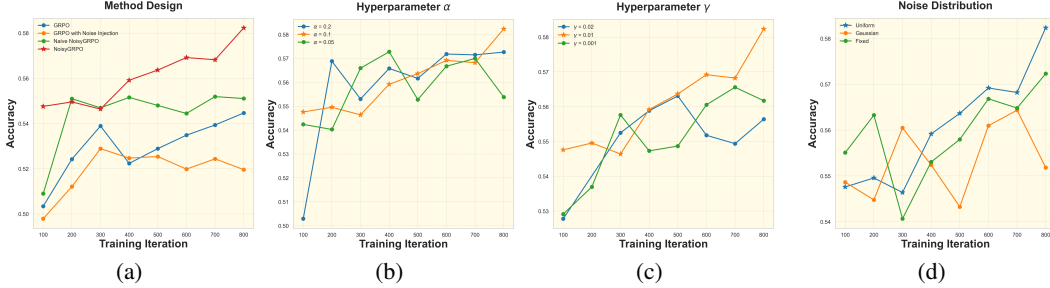 Method Design
GRPO
GRPO with Noise Injection
Naive NoisyGRPO
NoisyGRPO
Accuracy
0.58
0.56
0.54
0.52
0.50
100 200 300 400 500 600 700 800
Training Iteration
(a)
Hyperparameter α
α = 0.2
α = 0.1
α = 0.05
Accuracy
0.58
0.57
0.56
0.55
0.54
0.53
0.52
0.51
0.50
100 200 300 400 500 600 700 800
Training Iteration
(b)
Hyperparameter γ
γ = 0.02
γ = 0.01
γ = 0.001
Accuracy
0.58
0.57
0.56
0.55
0.54
0.53
100 200 300 400 500 600 700 800
Training Iteration
(c)
Noise Distribution
Uniform
Gaussian
Fixed
Accuracy
0.58
0.57
0.56
0.55
0.54
100 200 300 400 500 600 700 800
Training Iteration
(d)